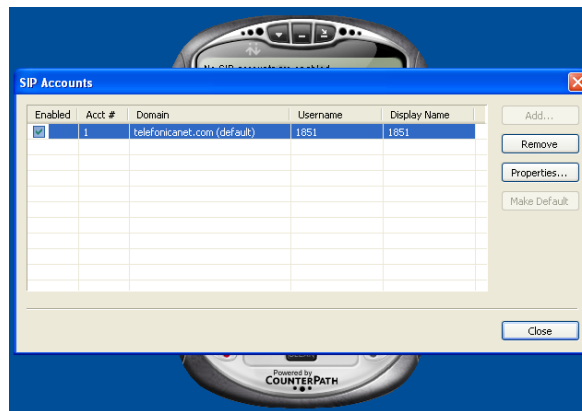 No SIP accounts are enabled
SIP Accounts
Enabled Acct # Domain Username Display Name
1 telefonicanet.com (default) 1851 1851
Add...
Remove
Properties...
Make Default
Close
CLEAR
Powered by
COUNTERPATH